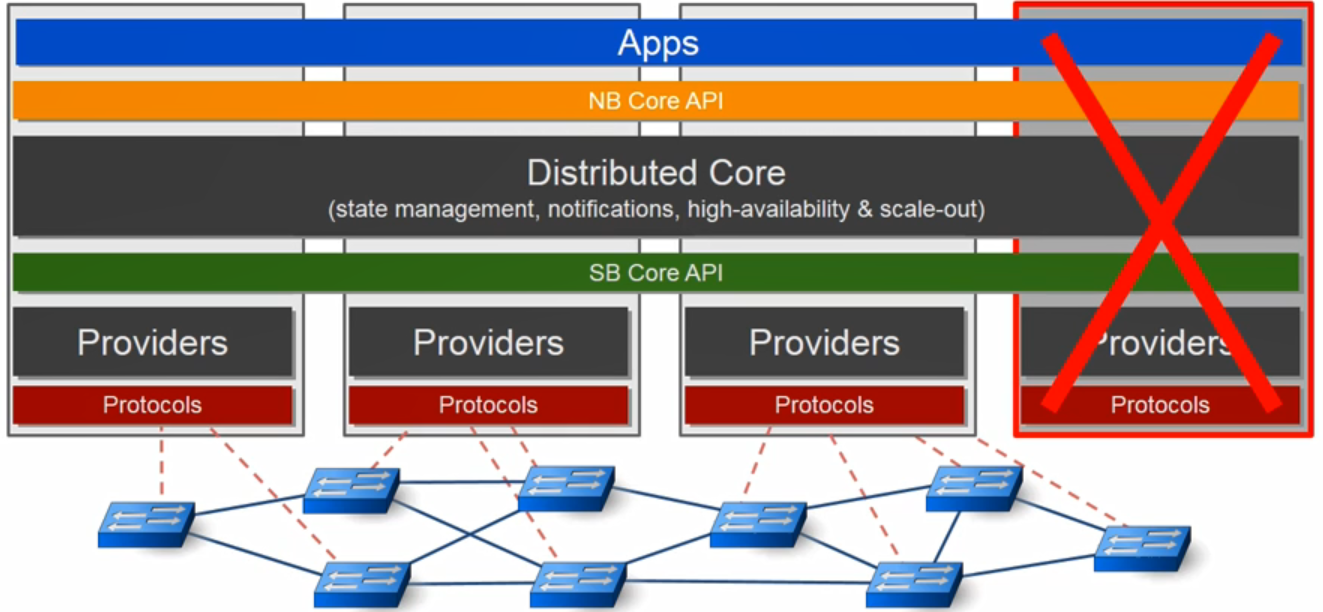 Apps
NB Core API
Distributed Core
(state management, notifications, high-availability & scale-out)
SB Core API
Providers
Providers
Providers
Providers
Protocols
Protocols
Protocols
Protocols